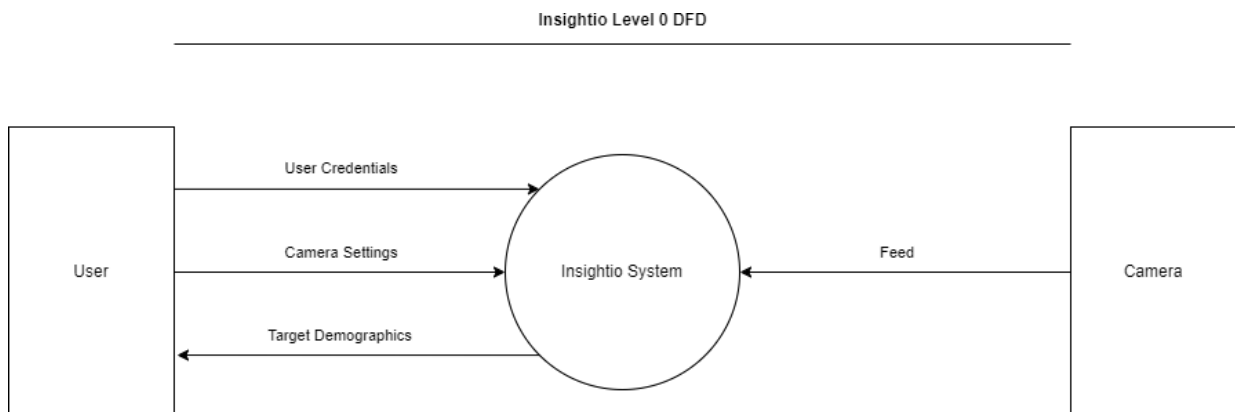 Insightio Level 0 DFD
User Credentials
Camera Settings
Feed
User
Insightio System
Camera
Target Demographics